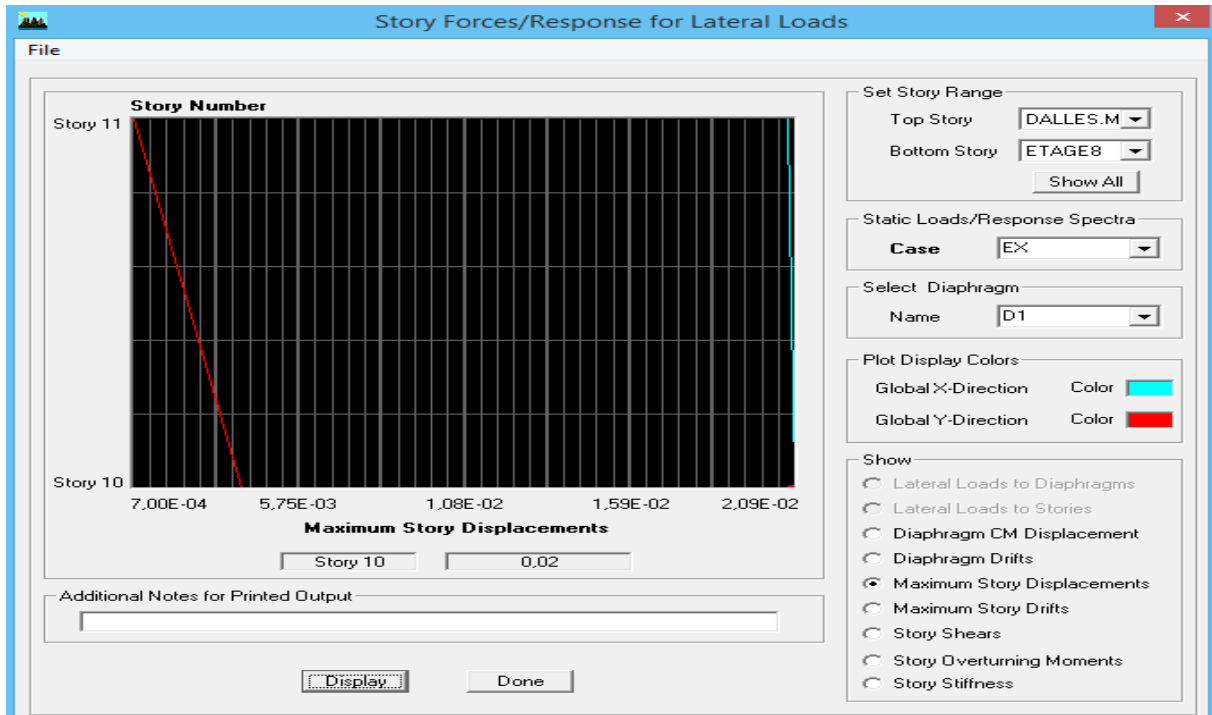 Story Forces/Response for Lateral Loads
File
Story Number
Story 11
Story 10
7,00E-04 5,75E-03 1,08E-02 1,59E-02 2,09E-02
Maximum Story Displacements
Story 10 0,02
Additional Notes for Printed Output
Display Done
Set Story Range
Top Story DALLES.M
Bottom Story ETAGE8
Show All
Static Loads/Response Spectra
Case EX
Select Diaphragm
Name D1
Plot Display Colors
Global X-Direction Color
Global Y-Direction Color
Show
Lateral Loads to Diaphragms
Lateral Loads to Stories
Diaphragm CM Displacement
Diaphragm Drifts
Maximum Story Displacements
Maximum Story Drifts
Story Shears
Story Overturning Moments
Story Stiffness